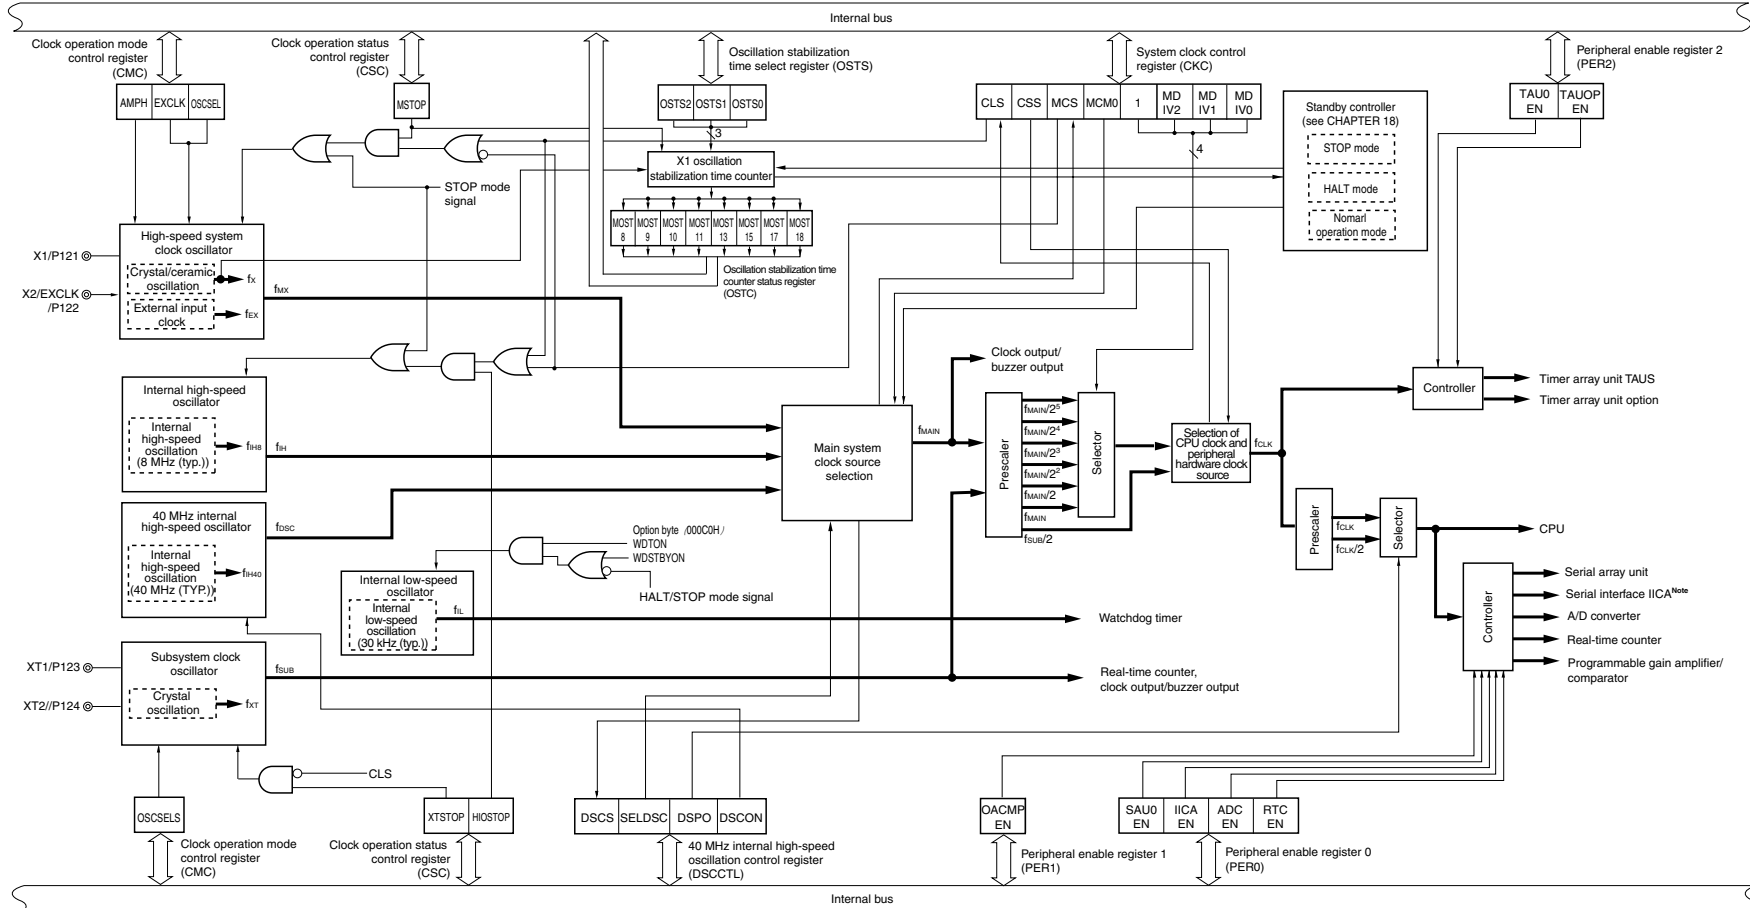 Internal bus
Clock operation mode
control register
(CMC)
Clock operation status
control register
(CSC)
Oscillation stabilization
time select register (OSTS)
System clock control
register (CKC)
Peripheral enable register 2
(PER2)
AMPH EXCLK OSCSEL
MSTOP
OSTS2 OSTS1 OSTS0
CLS CSS MCS MCM0 1 MD IV2 MD IV1 MD IV0
TAU0 EN TAUOP EN
Standby controller
(see CHAPTER 18)
STOP mode
HALT mode
Nomarl
operation mode
3
4
X1 oscillation
stabilization time counter
STOP mode
signal
MOST 8 MOST 9 MOST 10 MOST 11 MOST 13 MOST 15 MOST 17 MOST 18
Oscillation stabilization time
counter status register
(OSTC)
High-speed system
clock oscillator
X1/P121
Crystal/ceramic
oscillation
fX
X2/EXCLK
/P122
External input
clock
fEX
fMX
Clock output/
buzzer output
Internal high-speed
oscillator
Internal
high-speed
oscillation
(8 MHz (typ.))
fIH8
fIH
Main system
clock source
selection
fMAIN
Prescaler
fMAIN/2⁵
fMAIN/2⁴
fMAIN/2³
fMAIN/2²
fMAIN/2
fMAIN
fSUB/2
Selector
Selection of
CPU clock and
peripheral
hardware clock
source
fCLK
Controller
Timer array unit TAUS
Timer array unit option
40 MHz internal
high-speed oscillator
Internal
high-speed
oscillation
(40 MHz (TYP.))
fIH40
fDSC
Option byte /000C0H/
WDTON
WDSTBYON
HALT/STOP mode signal
Internal low-speed
oscillator
Internal
low-speed
oscillation
(30 kHz (typ.))
fIL
Watchdog timer
Prescaler
fCLK
fCLK/2
Selector
CPU
Controller
Serial array unit
Serial interface IICA Note
A/D converter
Real-time counter
Programmable gain amplifier/
comparator
XT1/P123
XT2//P124
Subsystem clock
oscillator
Crystal
oscillation
fXT
fSUB
Real-time counter,
clock output/buzzer output
CLS
OSCSELS
XTSTOP HIOSTOP
DSCS SELDSC DSPO DSCON
OACMP EN
SAU0 EN IICA EN ADC EN RTC EN
Clock operation mode
control register
(CMC)
Clock operation status
control register
(CSC)
40 MHz internal high-speed
oscillation control register
(DSCCTL)
Peripheral enable register 1
(PER1)
Peripheral enable register 0
(PER0)
Internal bus